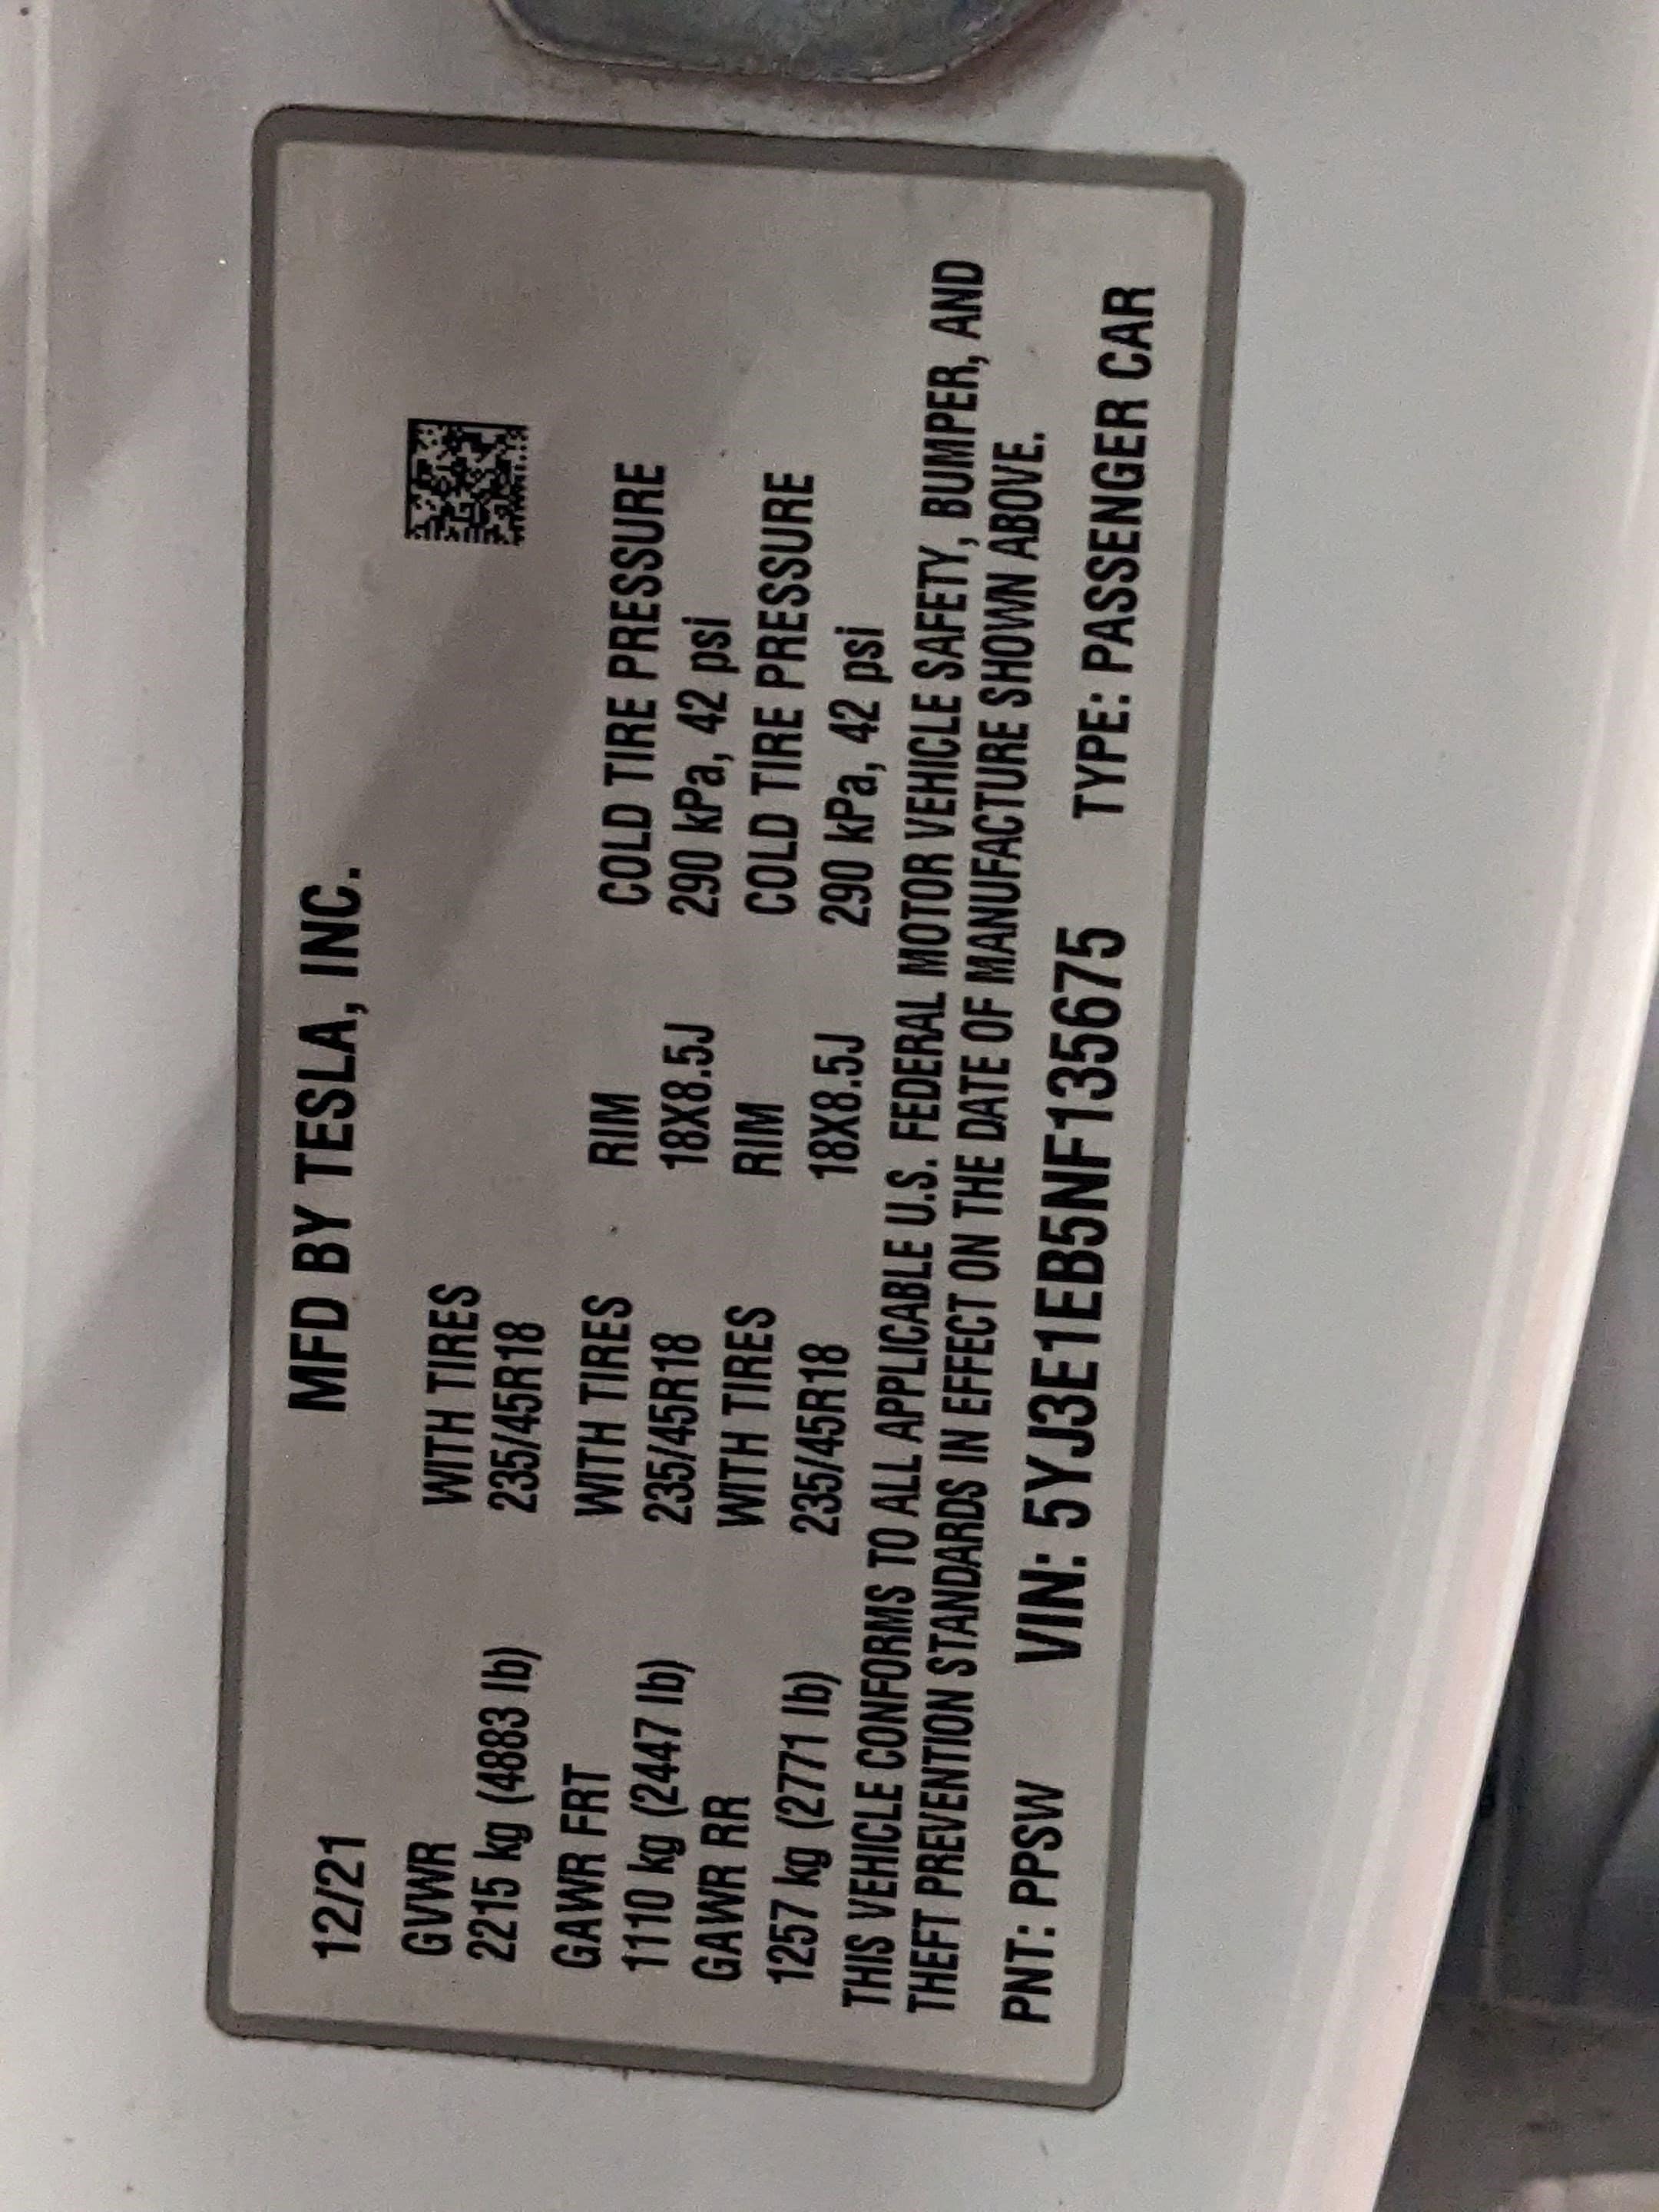 12/21 MFD BY TESLA, INC.
GVWR WITH TIRES
2215 kg (4883 lb) 235/45R18
GAWR FRT WITH TIRES RIM COLD TIRE PRESSURE
1110 kg (2447 lb) 235/45R18 18X8.5J 290 kPa, 42 psi
GAWR RR WITH TIRES RIM COLD TIRE PRESSURE
1257 kg (2771 lb) 235/45R18 18X8.5J 290 kPa, 42 psi
THIS VEHICLE CONFORMS TO ALL APPLICABLE U.S. FEDERAL MOTOR VEHICLE SAFETY, BUMPER, AND
THEFT PREVENTION STANDARDS IN EFFECT ON THE DATE OF MANUFACTURE SHOWN ABOVE.
PNT: PPSW VIN: 5YJ3E1EB5NF135675 TYPE: PASSENGER CAR